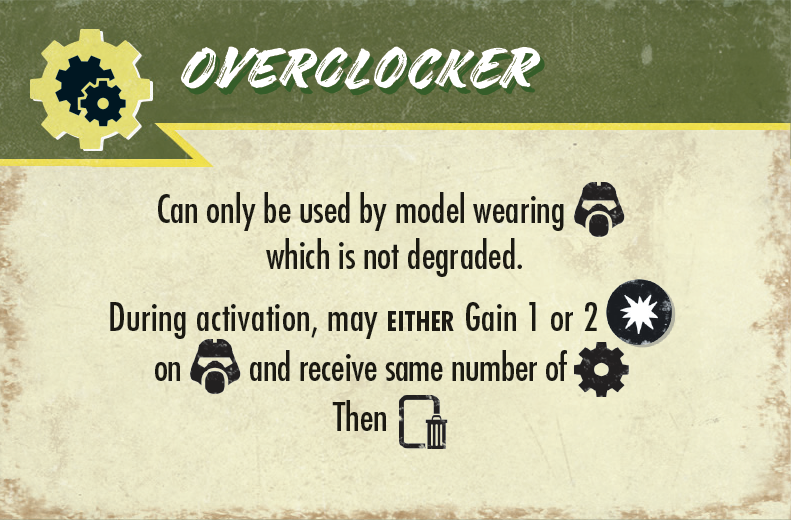 OVERCLOCKER
Can only be used by model wearing
which is not degraded.
During activation, may EITHER Gain 1 or 2
on and receive same number of
Then